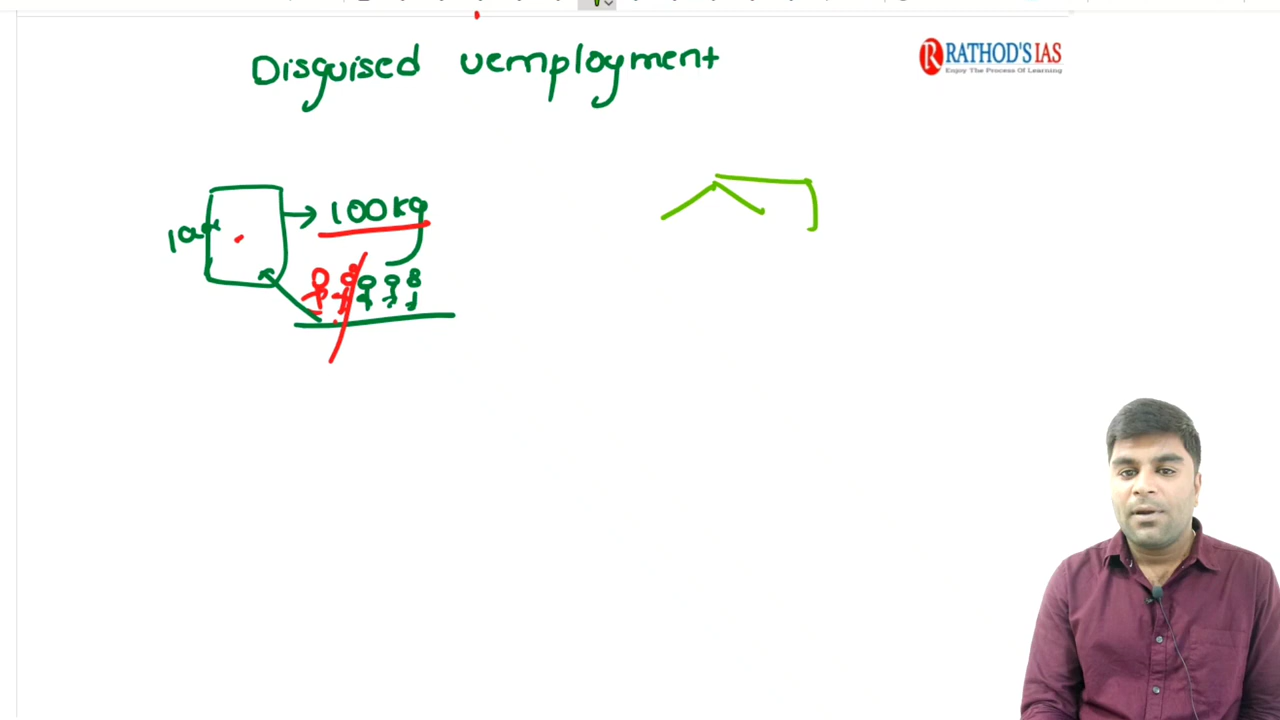 Disguised uemployment
RATHOD'S IAS
Enjoy The Process Of Learning
100kg